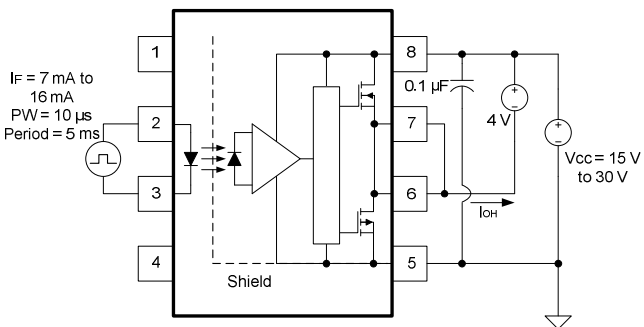 IF = 7 mA to
16 mA
PW = 10 µs
Period = 5 ms
1
2
3
4
Shield
8
7
6
5
0.1 µF
4 V
+
−
+
−
VCC = 15 V
to 30 V
IOH